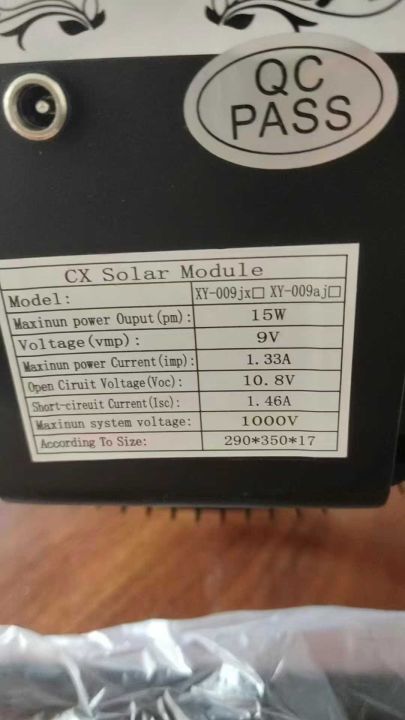 QC
PASS
CX Solar Module
Model: XY-009jx□ XY-009aj□
Maxinun power Ouput(pm): 15W
Voltage(vmp): 9V
Maxinun power Current(imp): 1.33A
Open Ciruit Voltage(Voc): 10.8V
Short-cireuit Current(Isc): 1.46A
Maxinun system voltage: 1000V
According To Size: 290*350*17